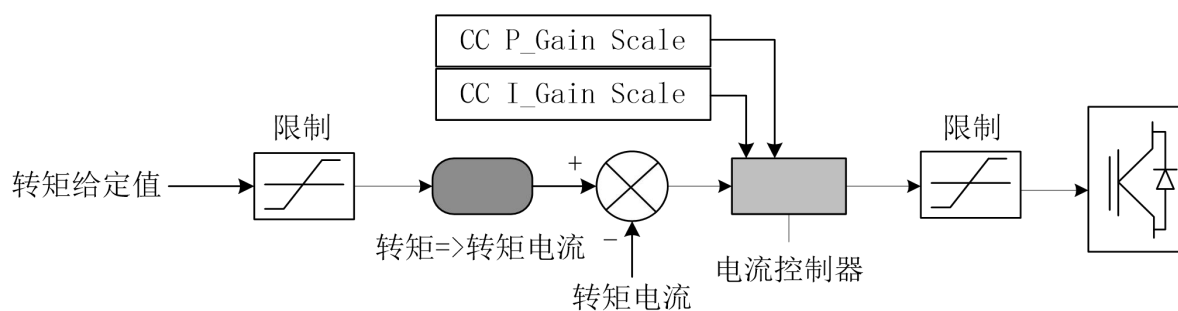 CC P_Gain Scale
CC I_Gain Scale
限制
限制
转矩给定值
+
转矩=>转矩电流
−
电流控制器
转矩电流